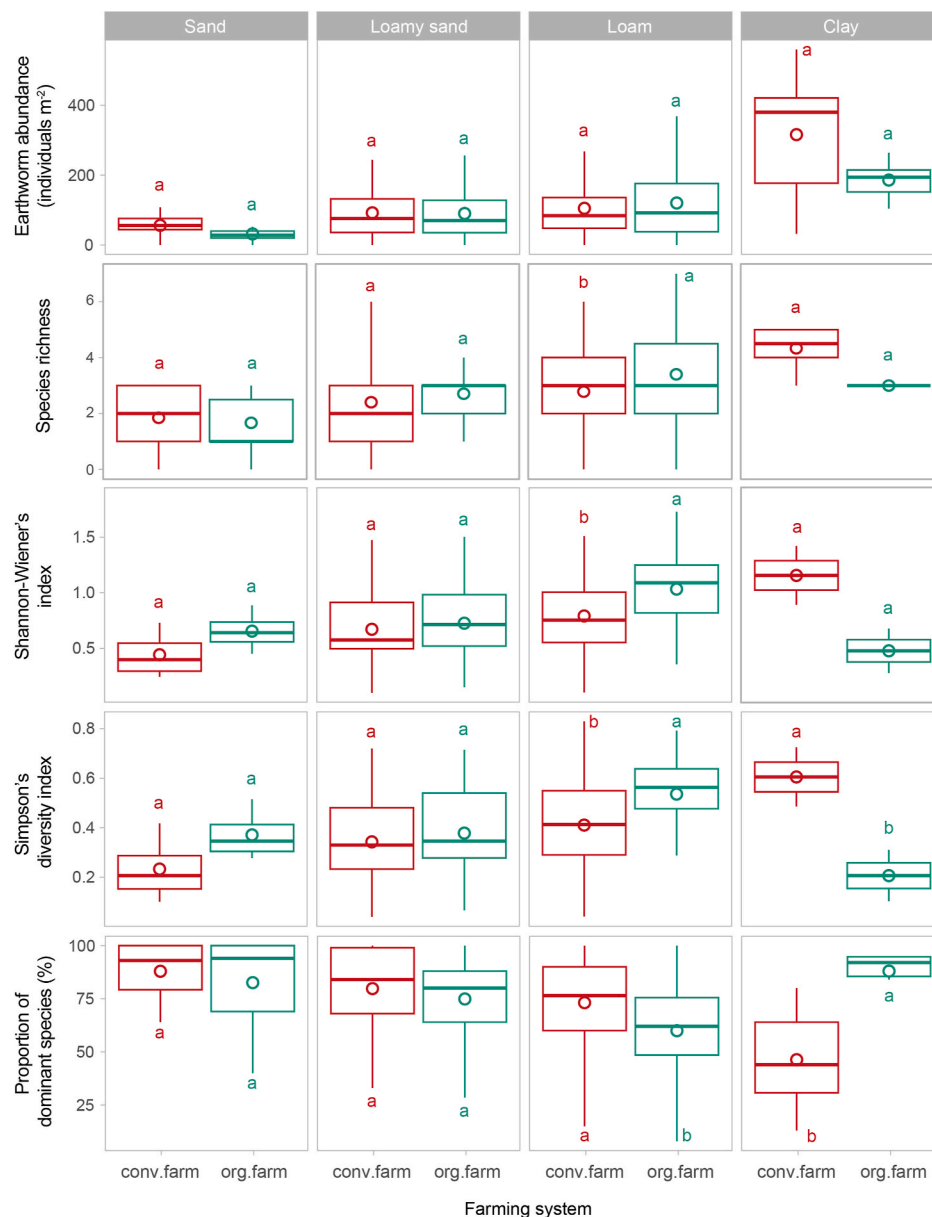 Sand Loamy sand Loam Clay
Earthworm abundance
(individuals m⁻²)
400
200
0
a a a a a a a a
Species richness
6
4
2
0
a a a a b a a a
Shannon-Wiener's
index
1.5
1.0
0.5
a a a a b a a a
Simpson's
diversity index
0.8
0.6
0.4
0.2
a a a a b a a b
Proportion of
dominant species (%)
100
75
50
25
a a a a a b b a
conv.farm org.farm conv.farm org.farm conv.farm org.farm conv.farm org.farm
Farming system